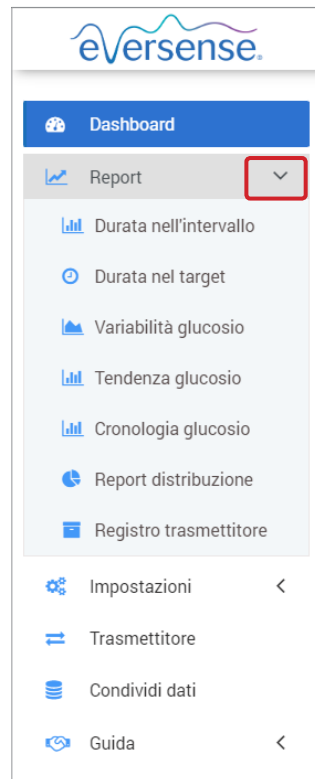 eversense.
Dashboard
Report
Durata nell'intervallo
Durata nel target
Variabilità glucosio
Tendenza glucosio
Cronologia glucosio
Report distribuzione
Registro trasmettitore
Impostazioni
Trasmettitore
Condividi dati
Guida